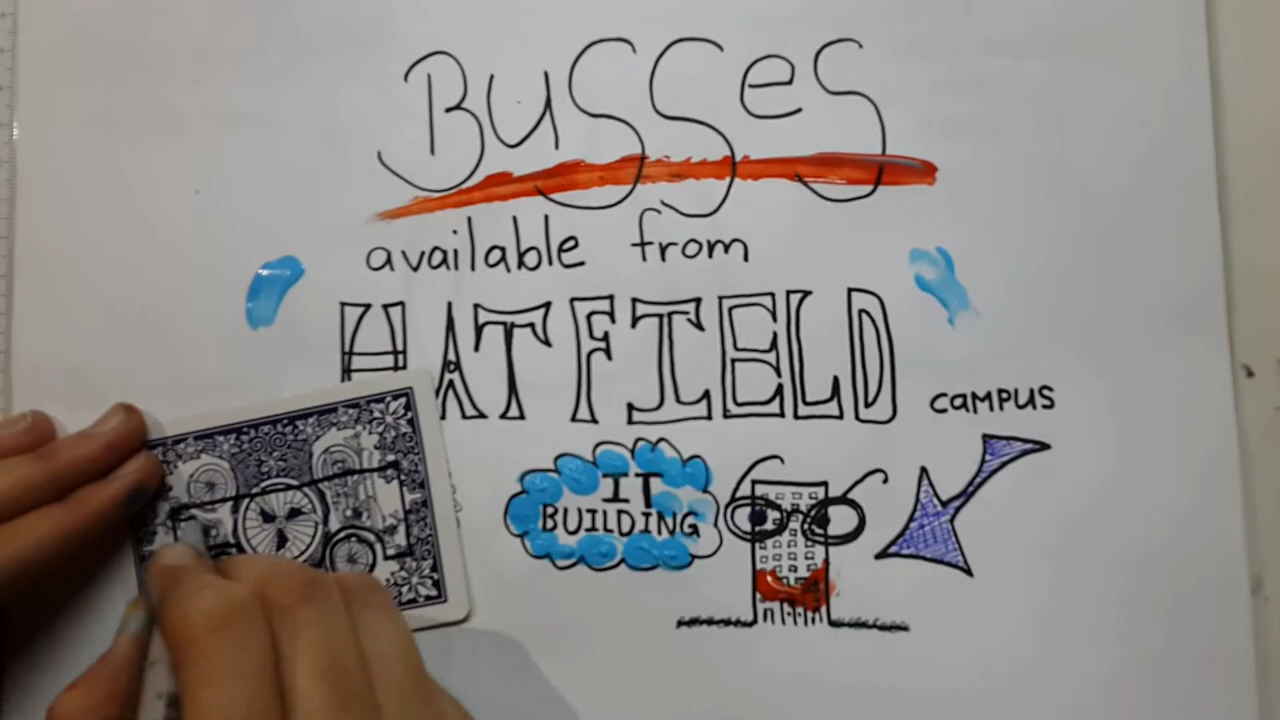 BusSes
available from
HATFIELD
CAMPUS
IT
BUILDING